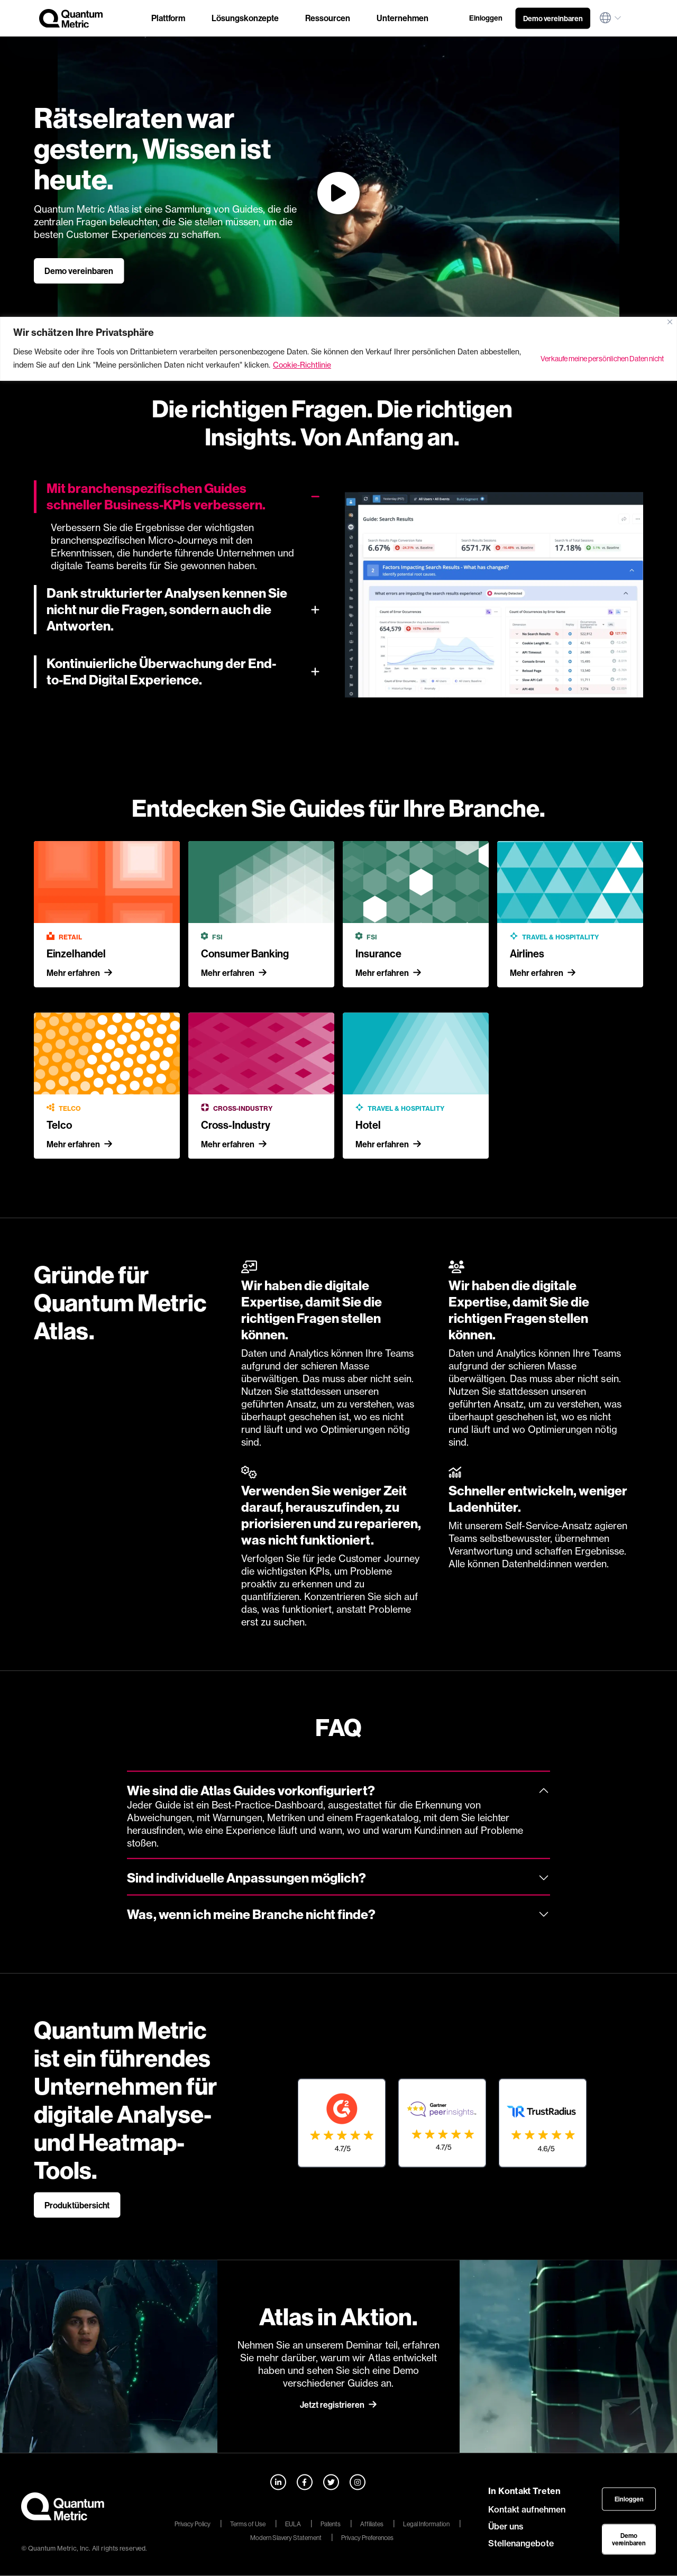 Quantum Metric
Plattform
Lösungskonzepte
Ressourcen
Unternehmen
Einloggen
Demo vereinbaren
Rätselraten war
gestern, Wissen ist
heute.
Quantum Metric Atlas ist eine Sammlung von Guides, die die
zentralen Fragen beleuchten, die Sie stellen müssen, um die
besten Customer Experiences zu schaffen.
Demo vereinbaren
Wir schätzen Ihre Privatsphäre
Diese Website oder ihre Tools von Drittanbietern verarbeiten personenbezogene Daten. Sie können den Verkauf Ihrer persönlichen Daten abbestellen,
indem Sie auf den Link "Meine persönlichen Daten nicht verkaufen" klicken. Cookie-Richtlinie
Verkaufe meine persönlichen Daten nicht
Die richtigen Fragen. Die richtigen
Insights. Von Anfang an.
Mit branchenspezifischen Guides
schneller Business-KPIs verbessern.
Verbessern Sie die Ergebnisse der wichtigsten
branchenspezifischen Micro-Journeys mit den
Erkenntnissen, die hunderte führende Unternehmen und
digitale Teams bereits für Sie gewonnen haben.
Dank strukturierter Analysen kennen Sie
nicht nur die Fragen, sondern auch die
Antworten.
Kontinuierliche Überwachung der End-
to-End Digital Experience.
Guide: Search Results
6.67%
6571.7K
17.18%
Factors Impacting Search Results - What has changed?
What errors are impacting the search results experience?
654,579
Entdecken Sie Guides für Ihre Branche.
RETAIL
Einzelhandel
Mehr erfahren
FSI
Consumer Banking
Mehr erfahren
FSI
Insurance
Mehr erfahren
TRAVEL & HOSPITALITY
Airlines
Mehr erfahren
TELCO
Telco
Mehr erfahren
CROSS-INDUSTRY
Cross-Industry
Mehr erfahren
TRAVEL & HOSPITALITY
Hotel
Mehr erfahren
Gründe für
Quantum Metric
Atlas.
Wir haben die digitale
Expertise, damit Sie die
richtigen Fragen stellen
können.
Daten und Analytics können Ihre Teams
aufgrund der schieren Masse
überwältigen. Das muss aber nicht sein.
Nutzen Sie stattdessen unseren
geführten Ansatz, um zu verstehen, was
überhaupt geschehen ist, wo es nicht
rund läuft und wo Optimierungen nötig
sind.
Wir haben die digitale
Expertise, damit Sie die
richtigen Fragen stellen
können.
Daten und Analytics können Ihre Teams
aufgrund der schieren Masse
überwältigen. Das muss aber nicht sein.
Nutzen Sie stattdessen unseren
geführten Ansatz, um zu verstehen, was
überhaupt geschehen ist, wo es nicht
rund läuft und wo Optimierungen nötig
sind.
Verwenden Sie weniger Zeit
darauf, herauszufinden, zu
priorisieren und zu reparieren,
was nicht funktioniert.
Verfolgen Sie für jede Customer Journey
die wichtigsten KPIs, um Probleme
proaktiv zu erkennen und zu
quantifizieren. Konzentrieren Sie sich auf
das, was funktioniert, anstatt Probleme
erst zu suchen.
Schneller entwickeln, weniger
Ladenhüter.
Mit unserem Self-Service-Ansatz agieren
Teams selbstbewusster, übernehmen
Verantwortung und schaffen Ergebnisse.
Alle können Datenheld:innen werden.
FAQ
Wie sind die Atlas Guides vorkonfiguriert?
Jeder Guide ist ein Best-Practice-Dashboard, ausgestattet für die Erkennung von
Abweichungen, mit Warnungen, Metriken und einem Fragenkatalog, mit dem Sie leichter
herausfinden, wie eine Experience läuft und wann, wo und warum Kund:innen auf Probleme
stoßen.
Sind individuelle Anpassungen möglich?
Was, wenn ich meine Branche nicht finde?
Quantum Metric
ist ein führendes
Unternehmen für
digitale Analyse-
und Heatmap-
Tools.
Produktübersicht
G2
4.7/5
Gartner
peerinsights™
4.7/5
TrustRadius
4.6/5
Atlas in Aktion.
Nehmen Sie an unserem Deminar teil, erfahren
Sie mehr darüber, warum wir Atlas entwickelt
haben und sehen Sie sich eine Demo
verschiedener Guides an.
Jetzt registrieren
Quantum Metric
© Quantum Metric, Inc. All rights reserved.
Privacy Policy | Terms of Use | EULA | Patents | Affiliates | Legal Information |
Modern Slavery Statement | Privacy Preferences
In Kontakt Treten
Kontakt aufnehmen
Über uns
Stellenangebote
Einloggen
Demo
vereinbaren